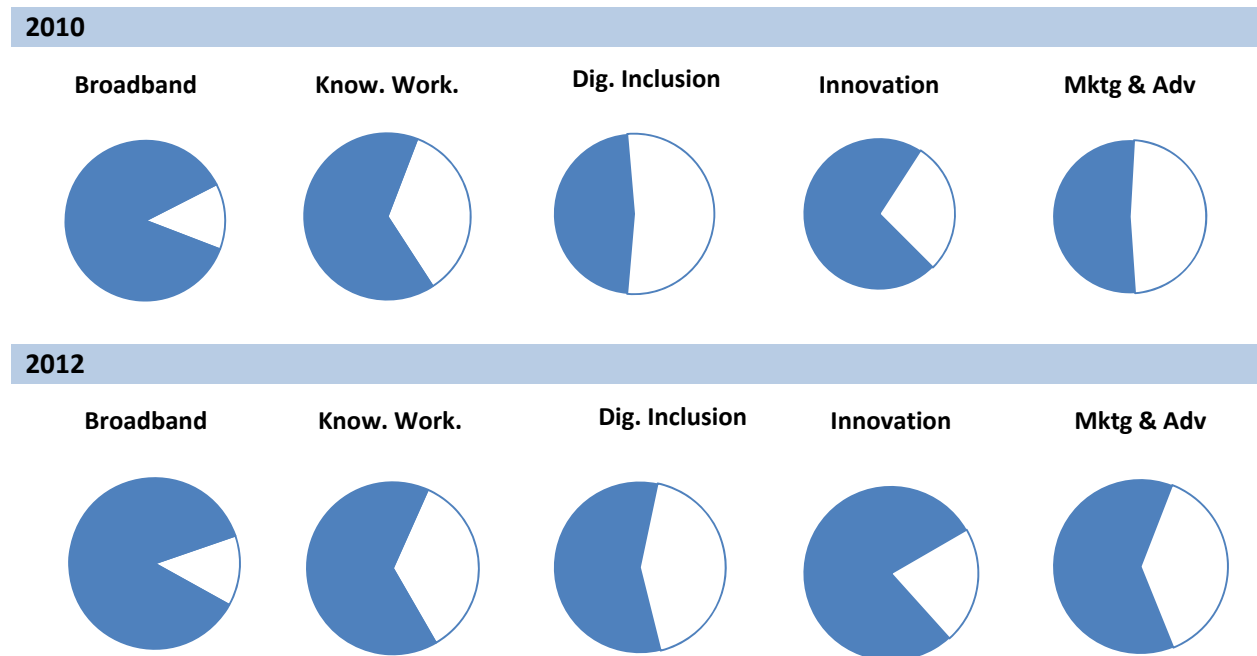 2010
Broadband Know. Work. Dig. Inclusion Innovation Mktg & Adv
2012
Broadband Know. Work. Dig. Inclusion Innovation Mktg & Adv